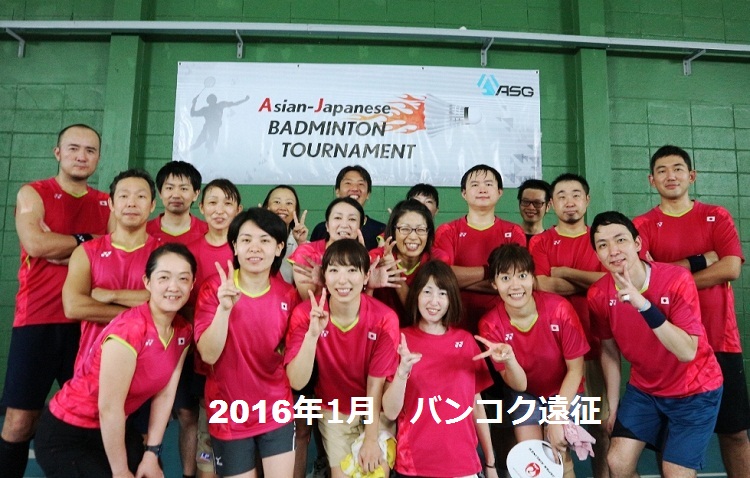 Asian-Japanese
BADMINTON
TOURNAMENT
ASG
2016年1月 バンコク遠征